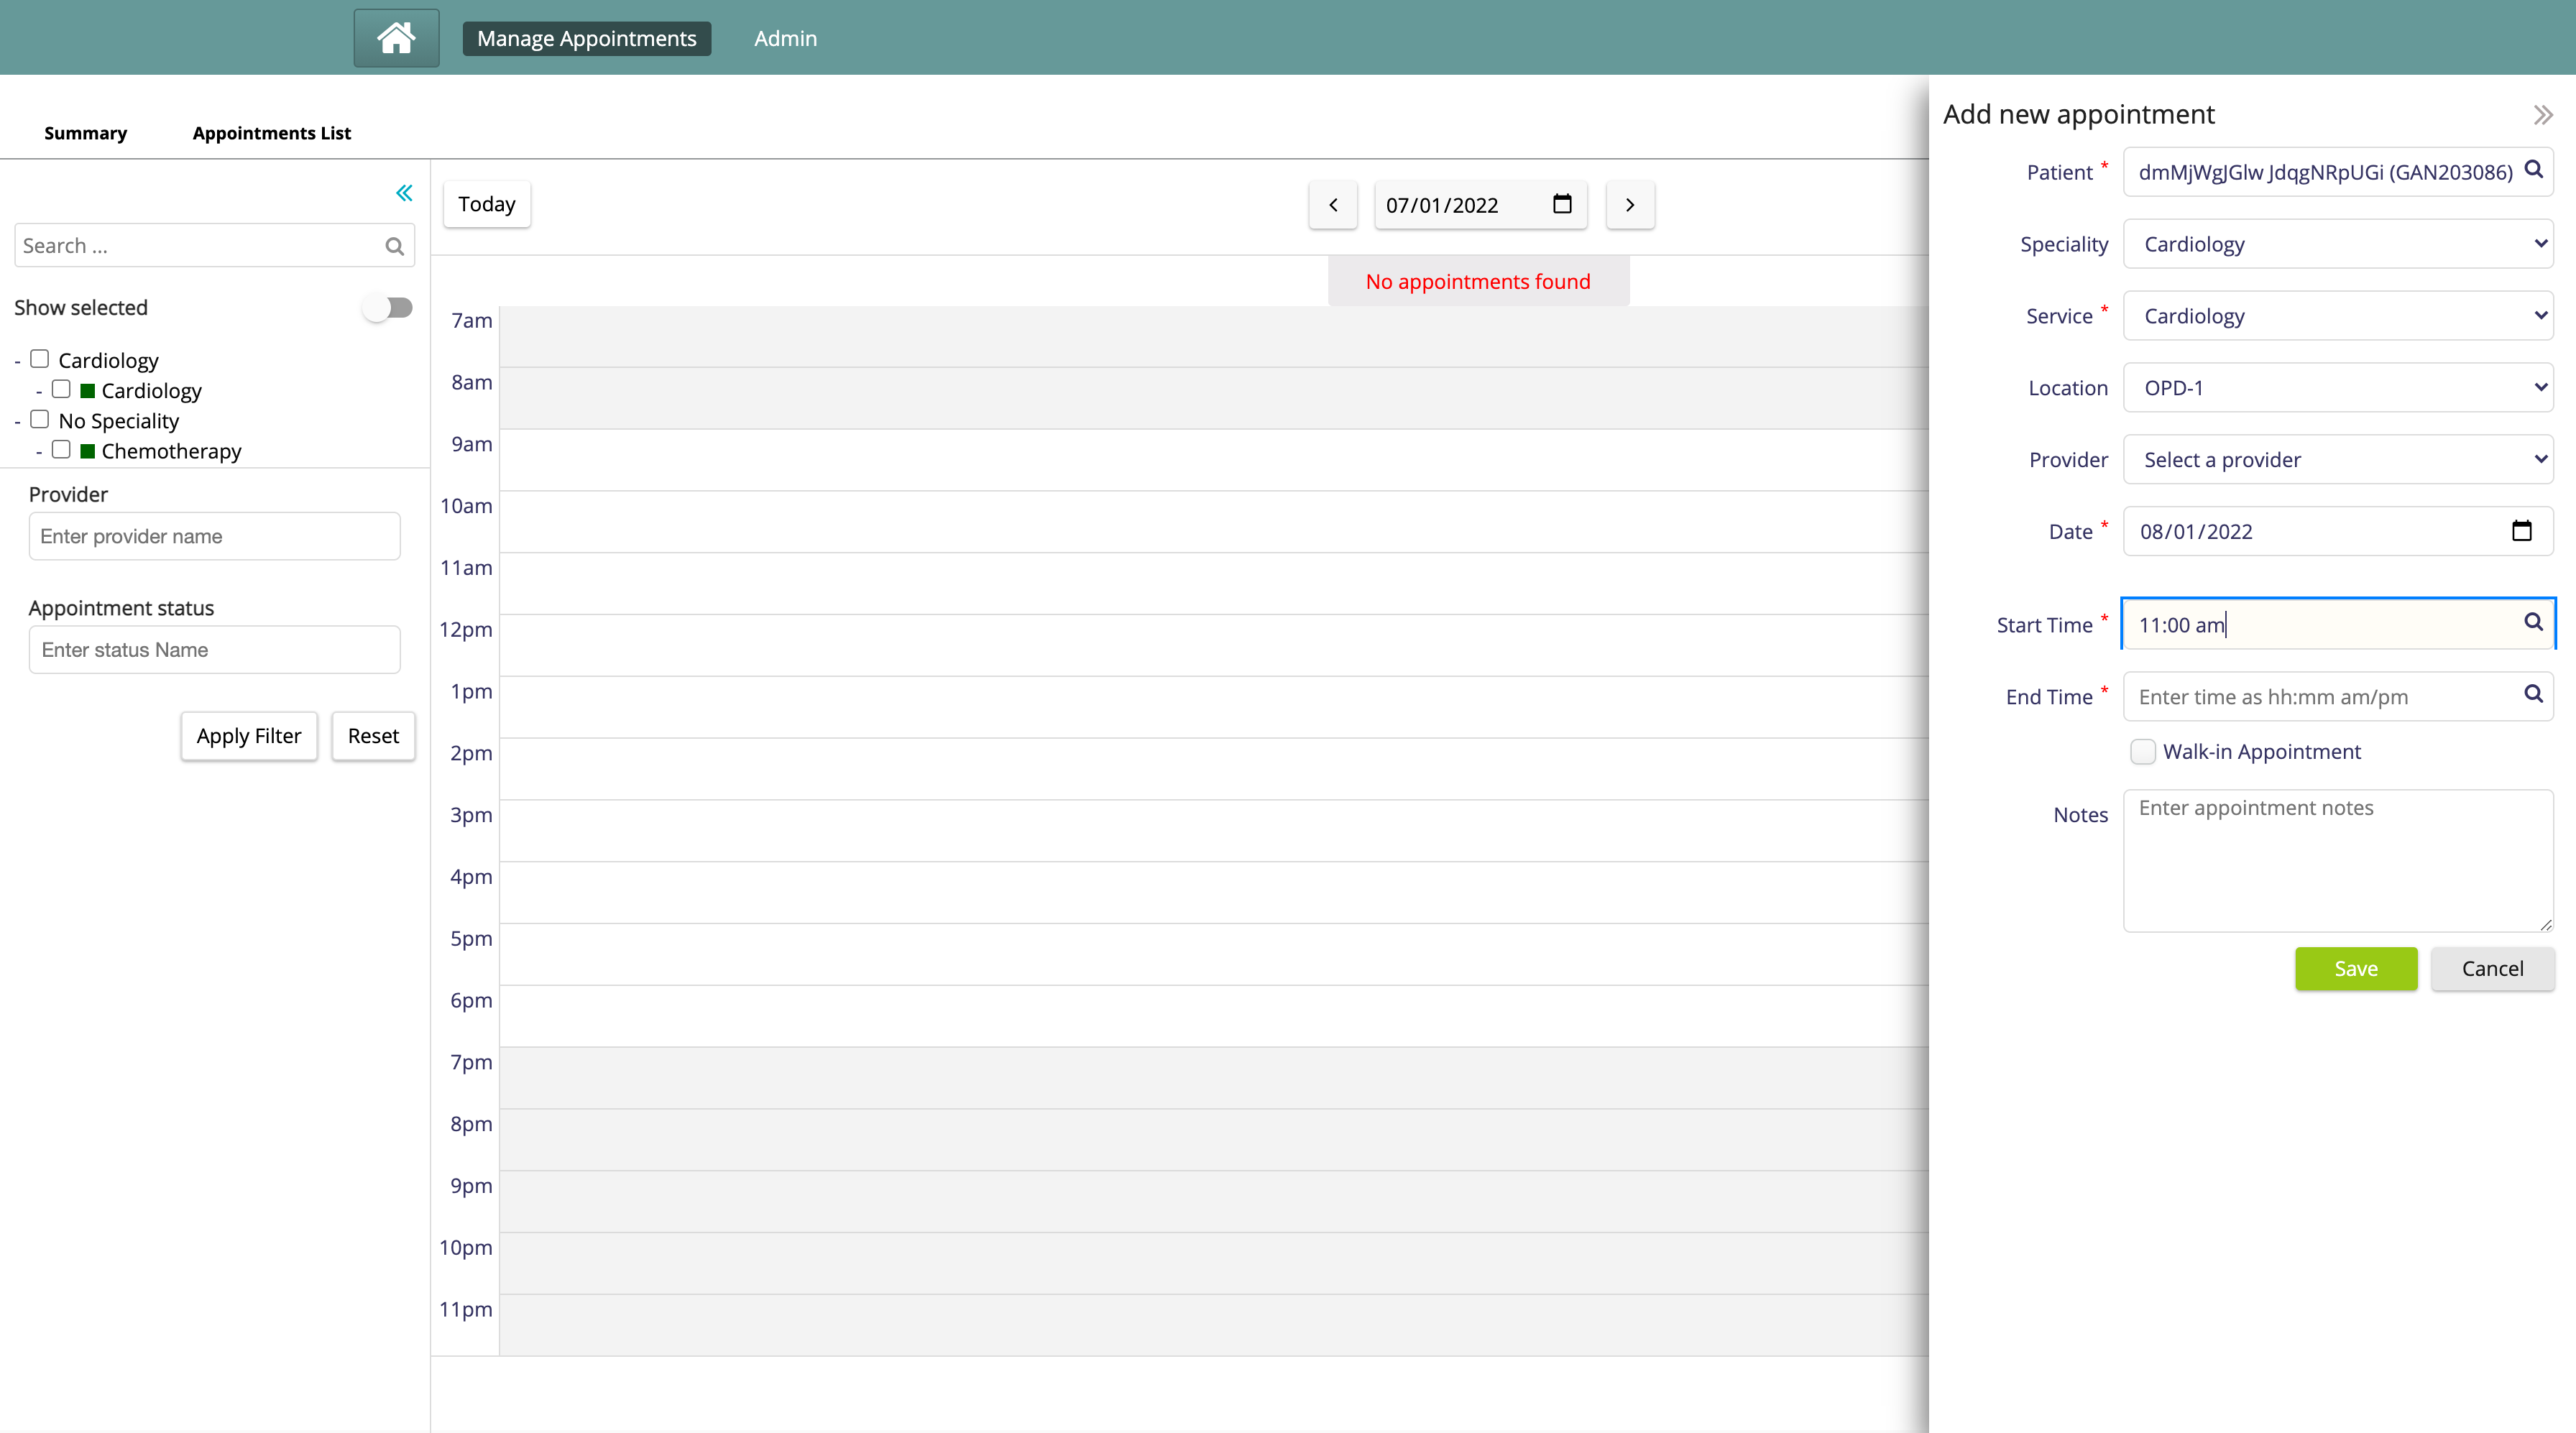 Manage Appointments
Admin
Summary
Appointments List
Search ...
Show selected
- Cardiology
- Cardiology
- No Speciality
- Chemotherapy
Provider
Enter provider name
Appointment status
Enter status Name
Apply Filter
Reset
Today
07/01/2022
No appointments found
7am
8am
9am
10am
11am
12pm
1pm
2pm
3pm
4pm
5pm
6pm
7pm
8pm
9pm
10pm
11pm
Add new appointment
Patient * dmMjWgJGlw JdqgNRpUGi (GAN203086)
Speciality Cardiology
Service * Cardiology
Location OPD-1
Provider Select a provider
Date * 08/01/2022
Start Time * 11:00 am
End Time * Enter time as hh:mm am/pm
Walk-in Appointment
Notes Enter appointment notes
Save
Cancel